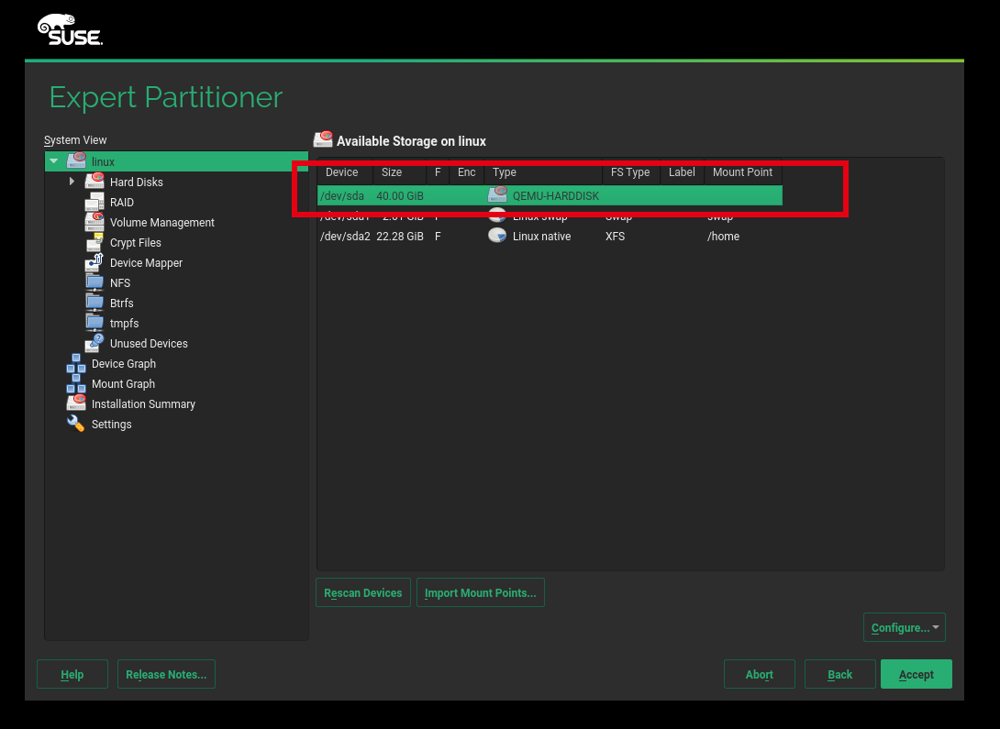 SUSE
Expert Partitioner
System View
Available Storage on linux
linux
Hard Disks
RAID
Volume Management
Crypt Files
Device Mapper
NFS
Btrfs
tmpfs
Unused Devices
Device Graph
Mount Graph
Installation Summary
Settings
Device Size F Enc Type FS Type Label Mount Point
/dev/sda 40.00 GiB QEMU-HARDDISK
/dev/sda1 2.01 GiB F Linux swap Swap swap
/dev/sda2 22.28 GiB F Linux native XFS /home
Rescan Devices Import Mount Points...
Configure...
Help Release Notes... Abort Back Accept